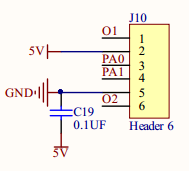 J10
O1
1
5V
2
PA0
3
PA1
4
GND
5
O2
6
C19
0.1UF
Header 6
5V